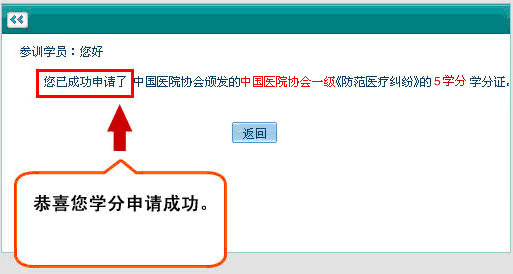 参训学员：您好
您已成功申请了 中国医院协会颁发的中国医院协会一级《防范医疗纠纷》的 5 学分 学分证。
返回
恭喜您学分申请成功。